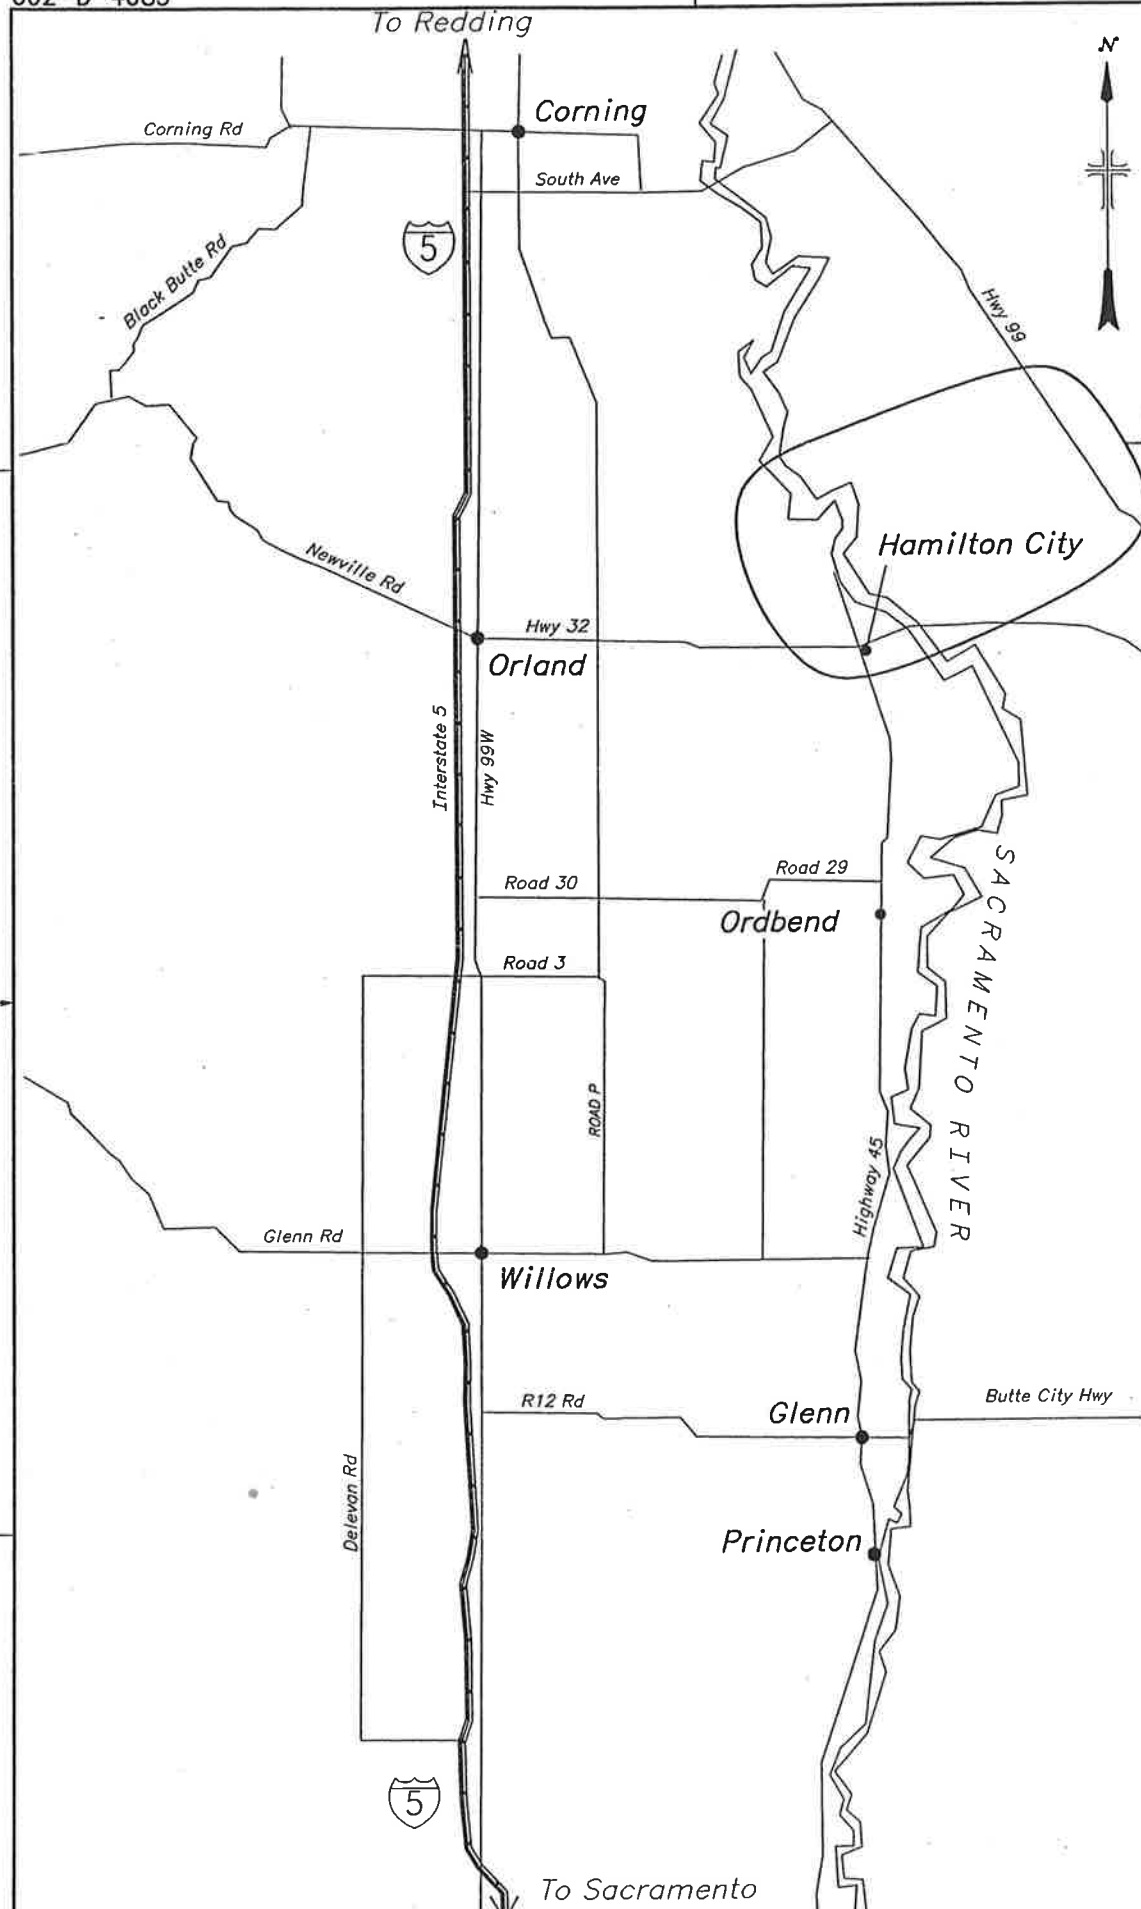 To Redding
N
Corning
Corning Rd
South Ave
5
Black Butte Rd
Hwy 99
Hamilton City
Newville Rd
Hwy 32
Orland
Interstate 5
Hwy 99W
Road 29
Road 30
Ordbend
SACRAMENTO RIVER
Road 3
ROAD P
Highway 45
Glenn Rd
Willows
R12 Rd
Glenn
Butte City Hwy
Delevan Rd
Princeton
5
To Sacramento